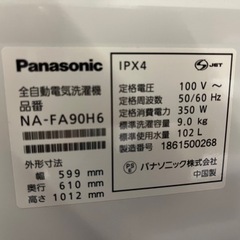 Panasonic
全自動電気洗濯機
品番
NA-FA90H6
外形寸法
幅 599 mm
奥行 610 mm
高さ 1012 mm
IPX4
JET
定格電圧 100 V～
定格周波数 50/60 Hz
定格消費電力 350 W
標準洗濯容量 9.0 kg
標準使用水量 102 L
製造番号 1861500268
PS E
パナソニック株式会社
中国製